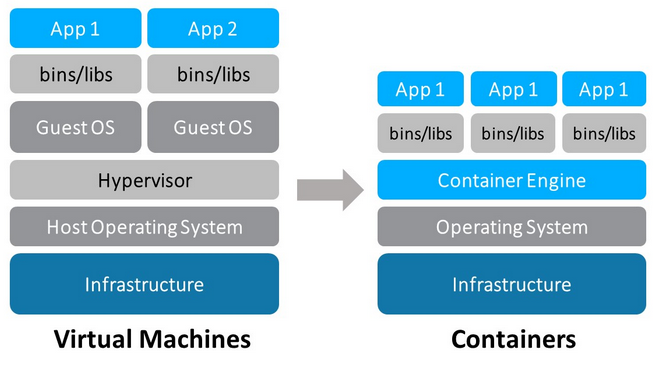 App 1
App 2
bins/libs
bins/libs
Guest OS
Guest OS
Hypervisor
Host Operating System
Infrastructure
Virtual Machines
App 1
App 1
App 1
bins/libs
bins/libs
bins/libs
Container Engine
Operating System
Infrastructure
Containers